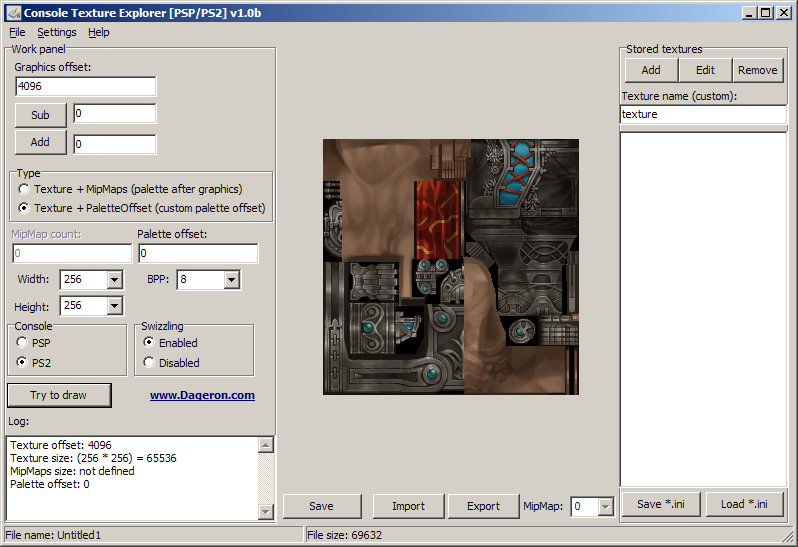 Console Texture Explorer [PSP/PS2] v1.0b
File Settings Help
Work panel
Graphics offset:
4096
Sub 0
Add 0
Type
Texture + MipMaps (palette after graphics)
Texture + PaletteOffset (custom palette offset)
MipMap count: Palette offset:
0 0
Width: 256 BPP: 8
Height: 256
Console Swizzling
PSP Enabled
PS2 Disabled
Try to draw www.Dageron.com
Log:
Texture offset: 4096
Texture size: (256 * 256) = 65536
MipMaps size: not defined
Palette offset: 0
Save Import Export MipMap: 0
Stored textures
Add Edit Remove
Texture name (custom):
texture
Save *.ini Load *.ini
File name: Untitled1 File size: 69632